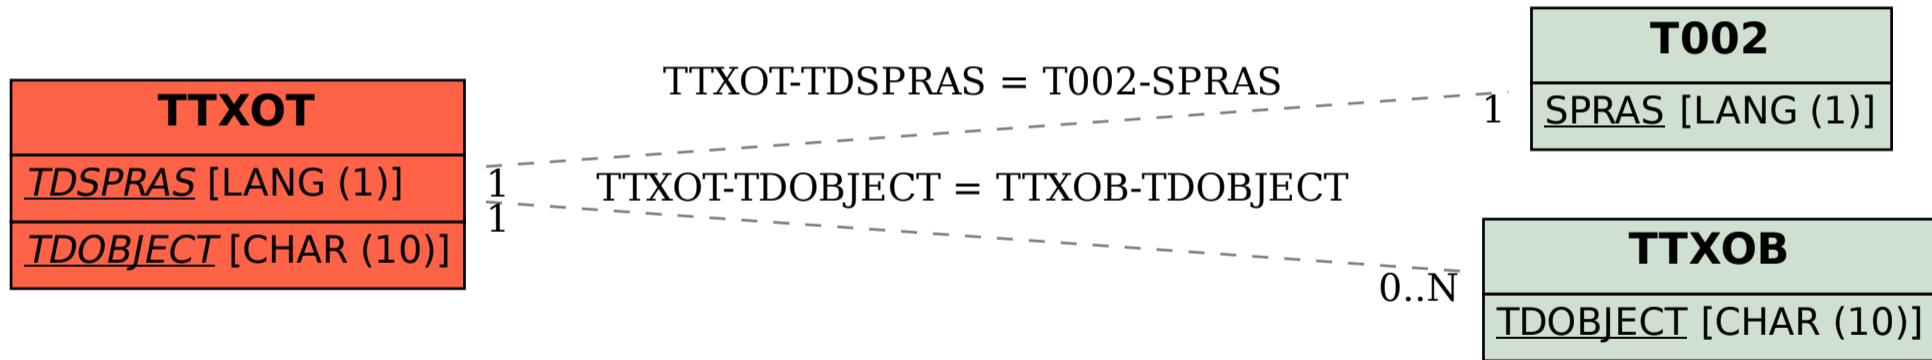 TTXOT
TDSPRAS [LANG (1)]
TDOBJECT [CHAR (10)]
TTXOT-TDSPRAS = T002-SPRAS
1
1
TTXOT-TDOBJECT = TTXOB-TDOBJECT
1
0..N
T002
SPRAS [LANG (1)]
TTXOB
TDOBJECT [CHAR (10)]